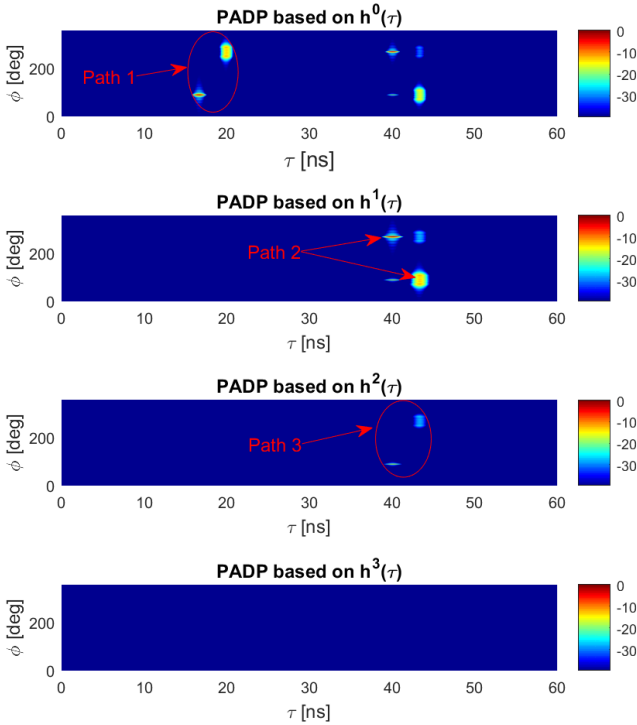 PADP based on h⁰(τ)
ϕ [deg]
200
0
Path 1
0 10 20 30 40 50 60
τ [ns]
0
-10
-20
-30
PADP based on h¹(τ)
ϕ [deg]
200
0
Path 2
0 10 20 30 40 50 60
τ [ns]
0
-10
-20
-30
PADP based on h²(τ)
ϕ [deg]
200
0
Path 3
0 10 20 30 40 50 60
τ [ns]
0
-10
-20
-30
PADP based on h³(τ)
ϕ [deg]
200
0
0 10 20 30 40 50 60
τ [ns]
0
-10
-20
-30